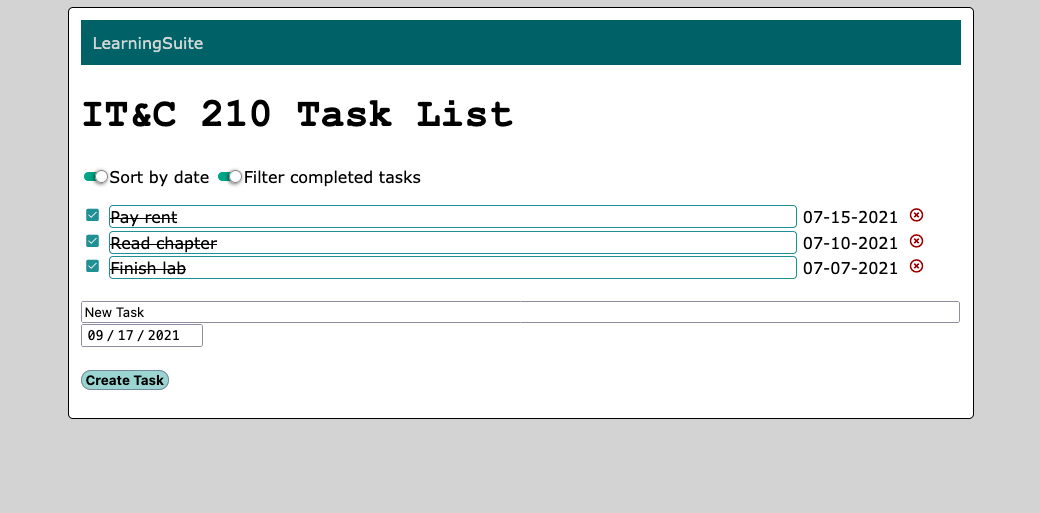 LearningSuite
IT&C 210 Task List
Sort by date Filter completed tasks
Pay rent 07-15-2021
Read chapter 07-10-2021
Finish lab 07-07-2021
New Task
09 / 17 / 2021
Create Task